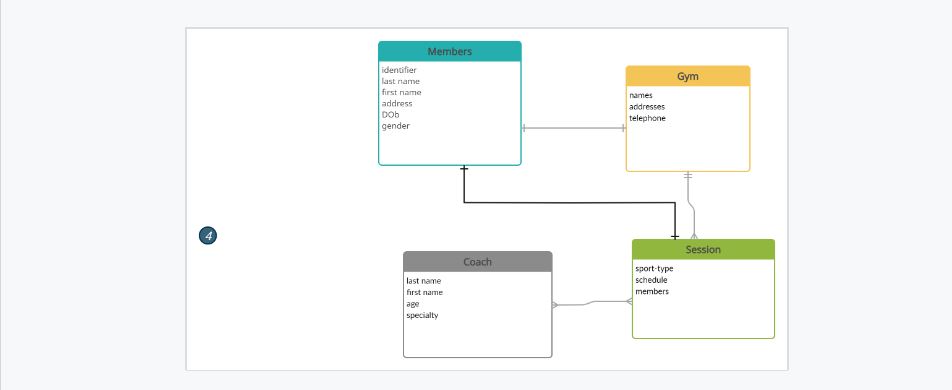 Members
identifier
last name
first name
address
DOb
gender
Gym
names
addresses
telephone
4
Coach
last name
first name
age
specialty
Session
sport-type
schedule
members